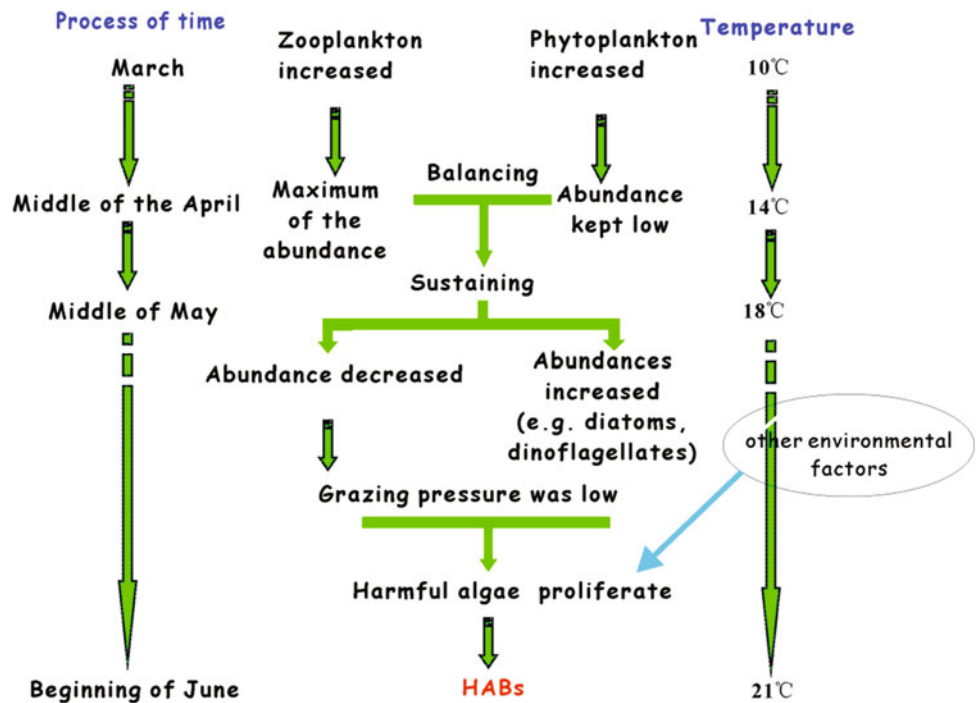 Process of time
Zooplankton
increased
Phytoplankton
increased
Temperature
March
10℃
Balancing
Middle of the April
Maximum
of the
abundance
Abundance
kept low
14℃
Sustaining
Middle of May
18℃
Abundance decreased
Abundances
increased
(e.g. diatoms,
dinoflagellates)
other environmental
factors
Grazing pressure was low
Harmful algae proliferate
Beginning of June
HABs
21℃